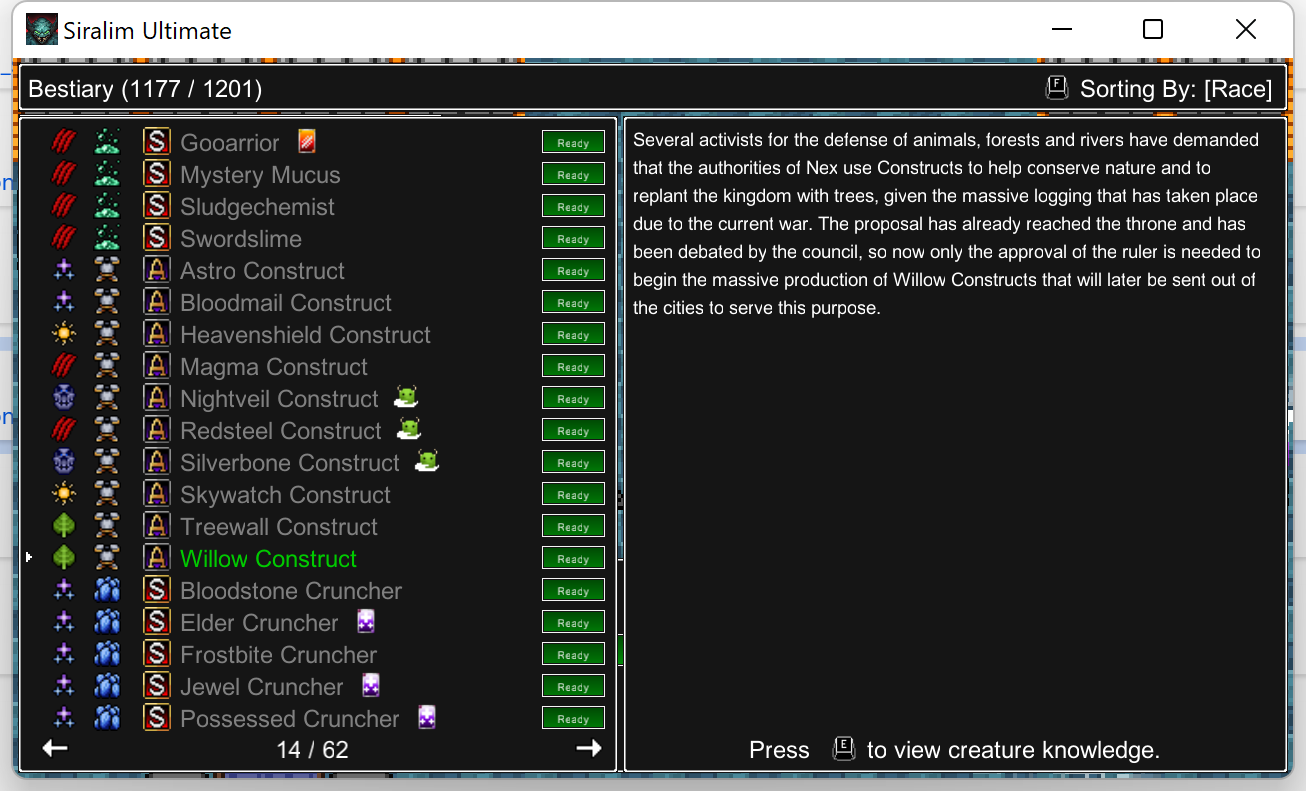 Siralim Ultimate
Bestiary (1177 / 1201)
F Sorting By: [Race]
S Gooarrior Ready
S Mystery Mucus Ready
S Sludgechemist Ready
S Swordslime Ready
A Astro Construct Ready
A Bloodmail Construct Ready
A Heavenshield Construct Ready
A Magma Construct Ready
A Nightveil Construct Ready
A Redsteel Construct Ready
A Silverbone Construct Ready
A Skywatch Construct Ready
A Treewall Construct Ready
A Willow Construct Ready
S Bloodstone Cruncher Ready
S Elder Cruncher Ready
S Frostbite Cruncher Ready
S Jewel Cruncher Ready
S Possessed Cruncher Ready
14 / 62
Several activists for the defense of animals, forests and rivers have demanded
that the authorities of Nex use Constructs to help conserve nature and to
replant the kingdom with trees, given the massive logging that has taken place
due to the current war. The proposal has already reached the throne and has
been debated by the council, so now only the approval of the ruler is needed to
begin the massive production of Willow Constructs that will later be sent out of
the cities to serve this purpose.
Press E to view creature knowledge.